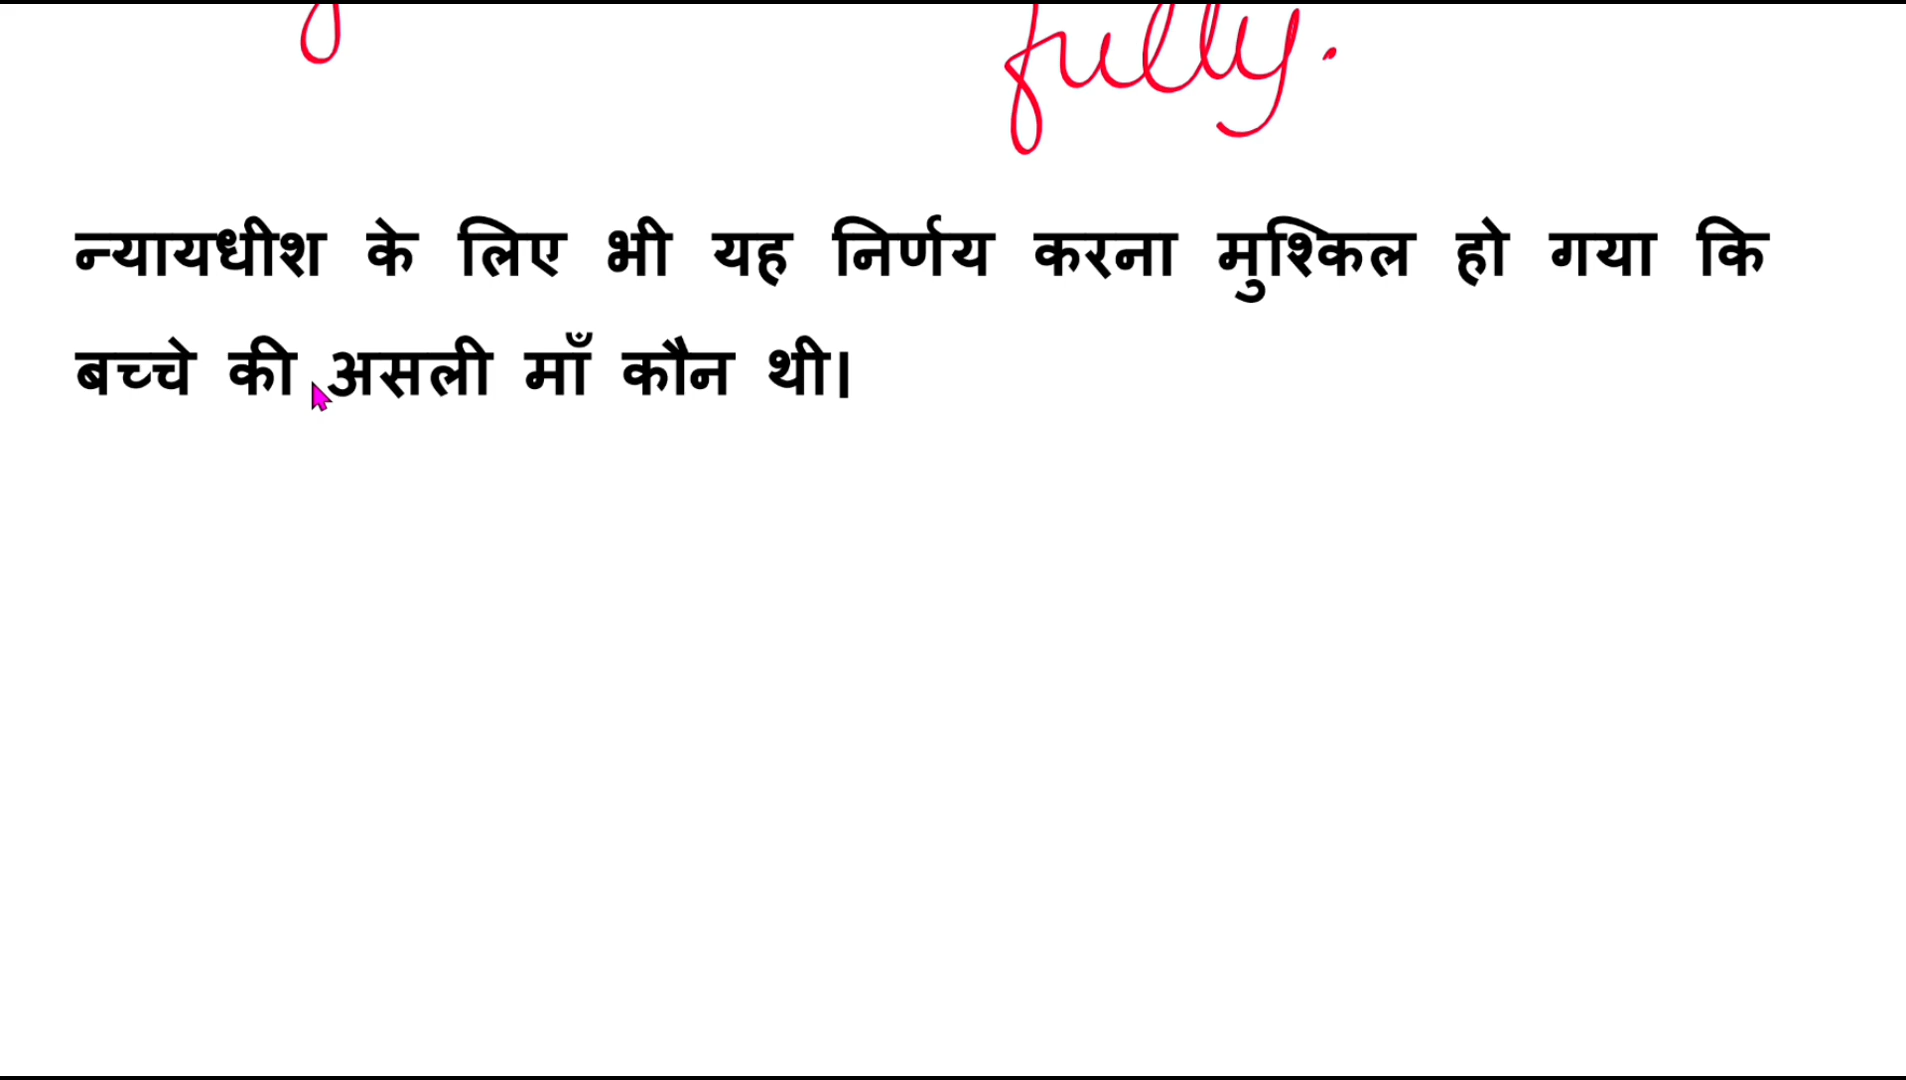 fully.
न्यायधीश के लिए भी यह निर्णय करना मुश्किल हो गया कि
बच्चे की असली माँ कौन थी।